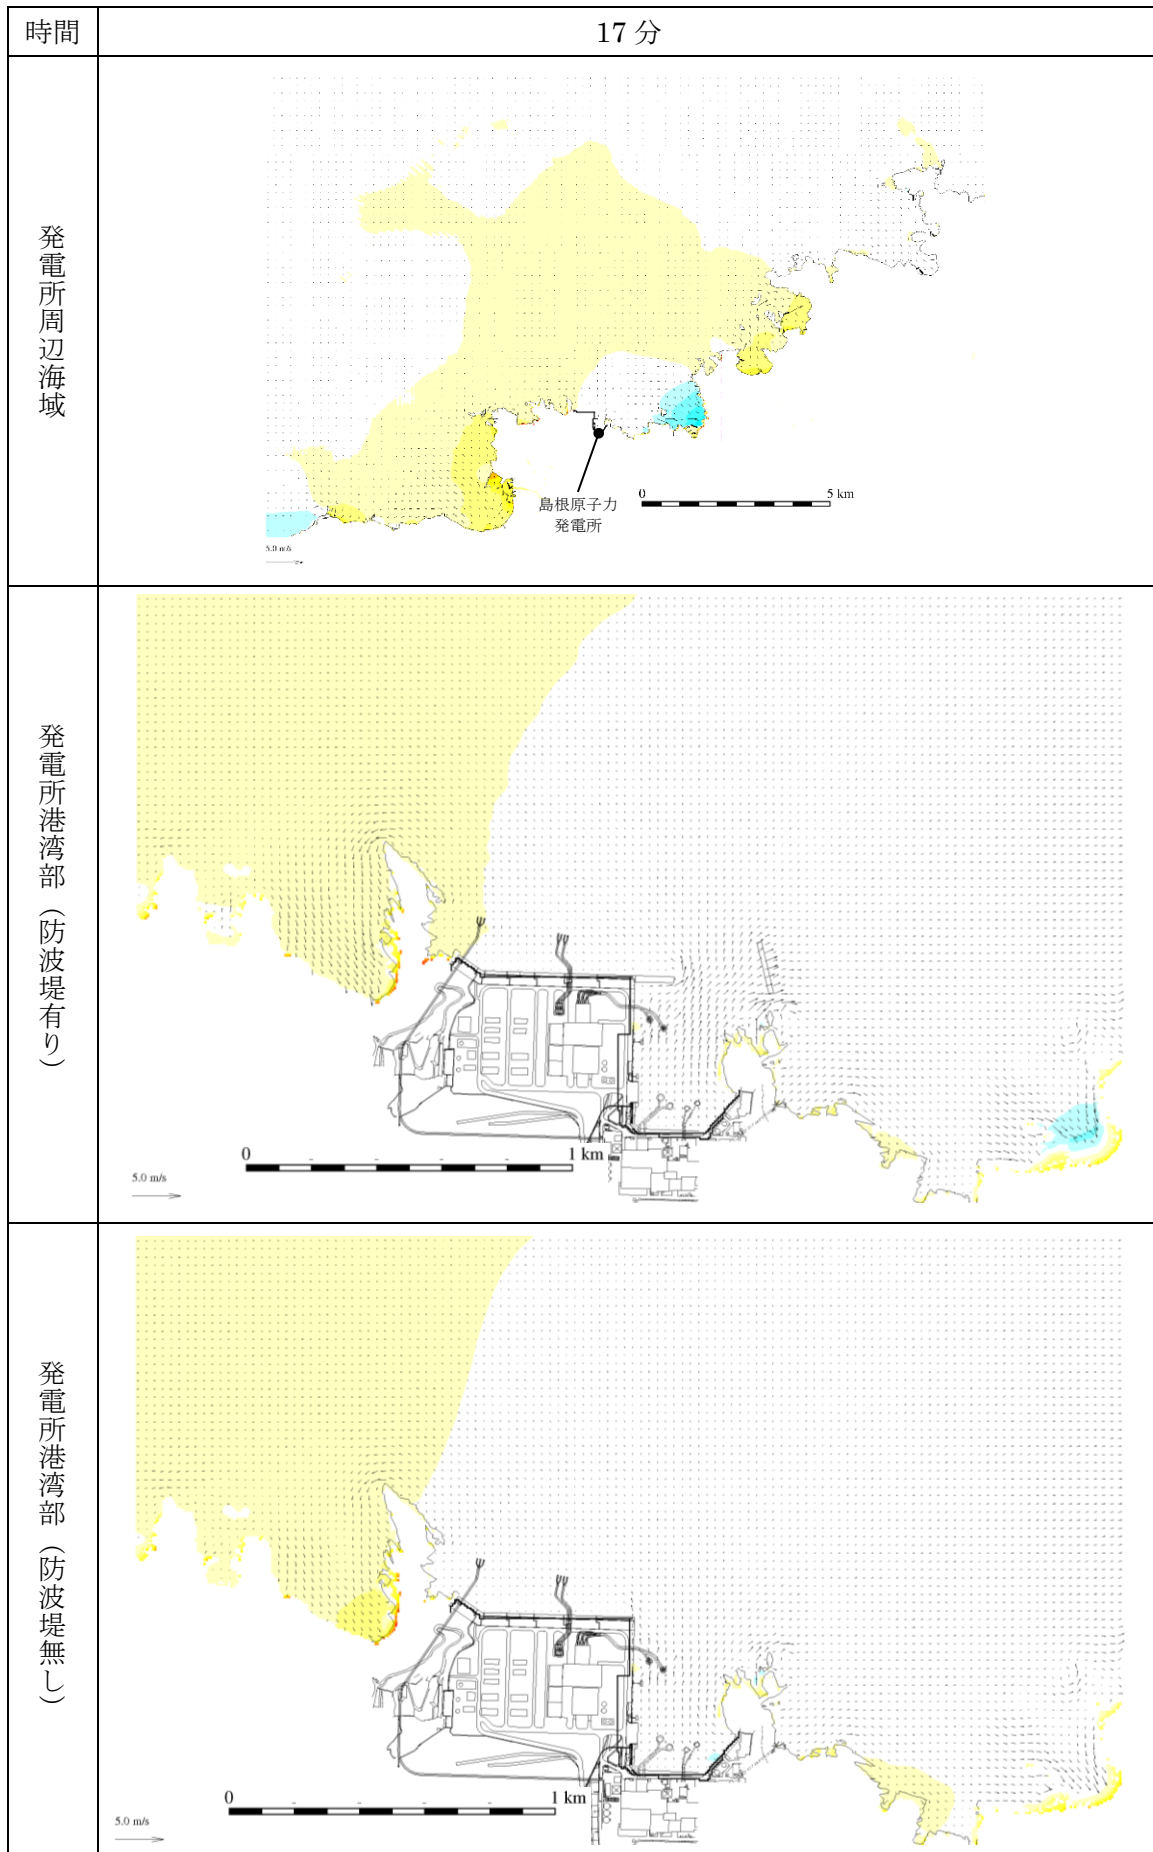 時間
17 分
発電所周辺海域
島根原子力
発電所
0
5 km
5.0 m/s
発電所港湾部（防波堤有り）
0
1 km
5.0 m/s
発電所港湾部（防波堤無し）
0
1 km
5.0 m/s